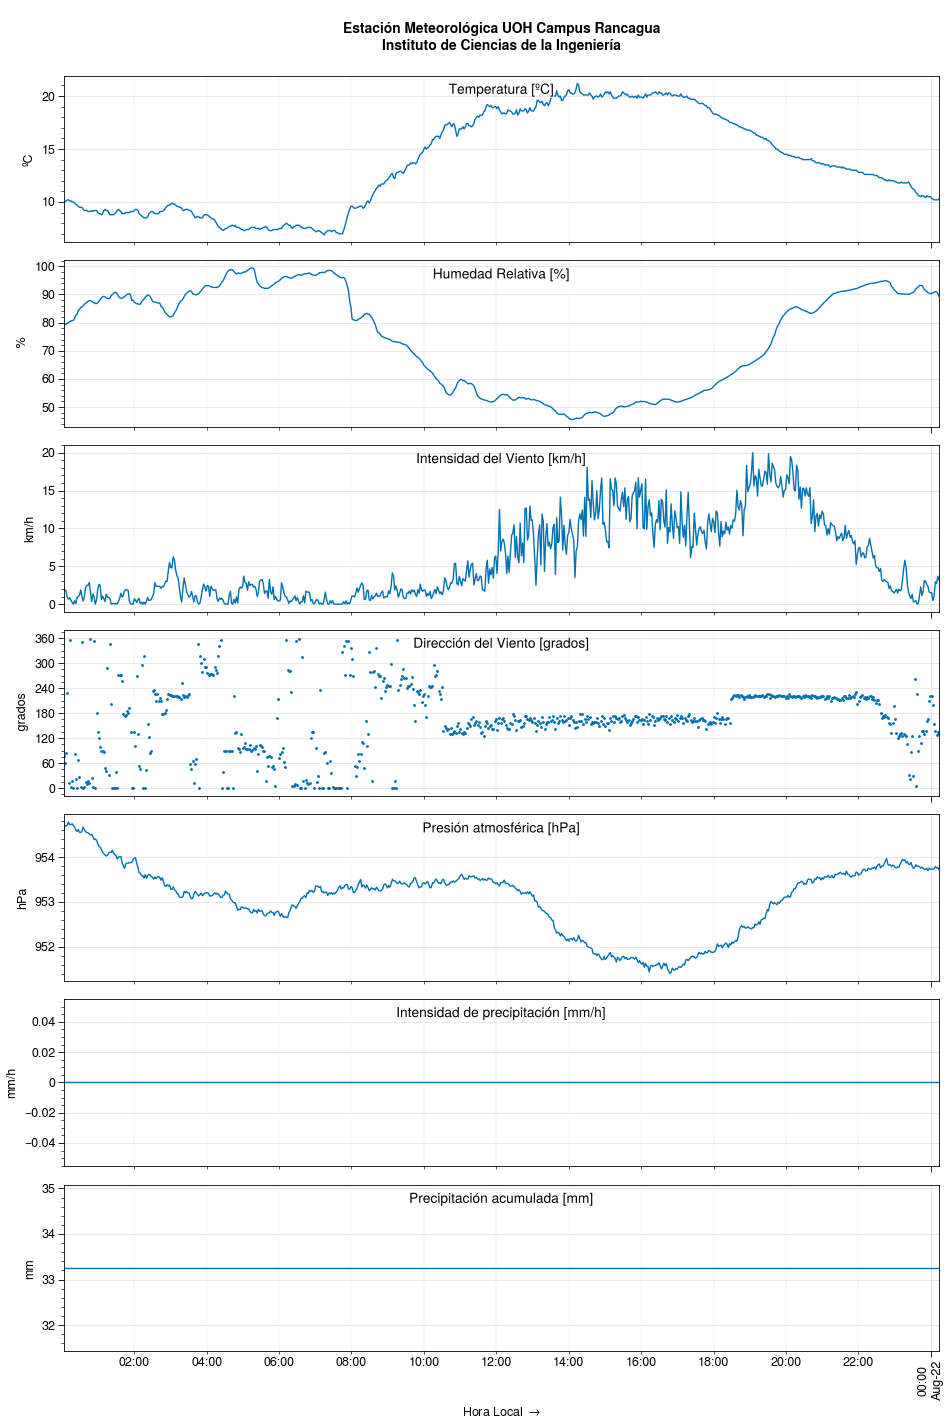 Estación Meteorológica UOH Campus Rancagua
Instituto de Ciencias de la Ingeniería
Temperatura [ºC]
ºC
20
15
10
Humedad Relativa [%]
%
100
90
80
70
60
50
Intensidad del Viento [km/h]
km/h
20
15
10
5
0
Dirección del Viento [grados]
grados
360
300
240
180
120
60
0
Presión atmosférica [hPa]
hPa
954
953
952
Intensidad de precipitación [mm/h]
mm/h
0.04
0.02
0
−0.02
−0.04
Precipitación acumulada [mm]
mm
35
34
33
32
02:00 04:00 06:00 08:00 10:00 12:00 14:00 16:00 18:00 20:00 22:00
00:00
Aug-22
Hora Local →